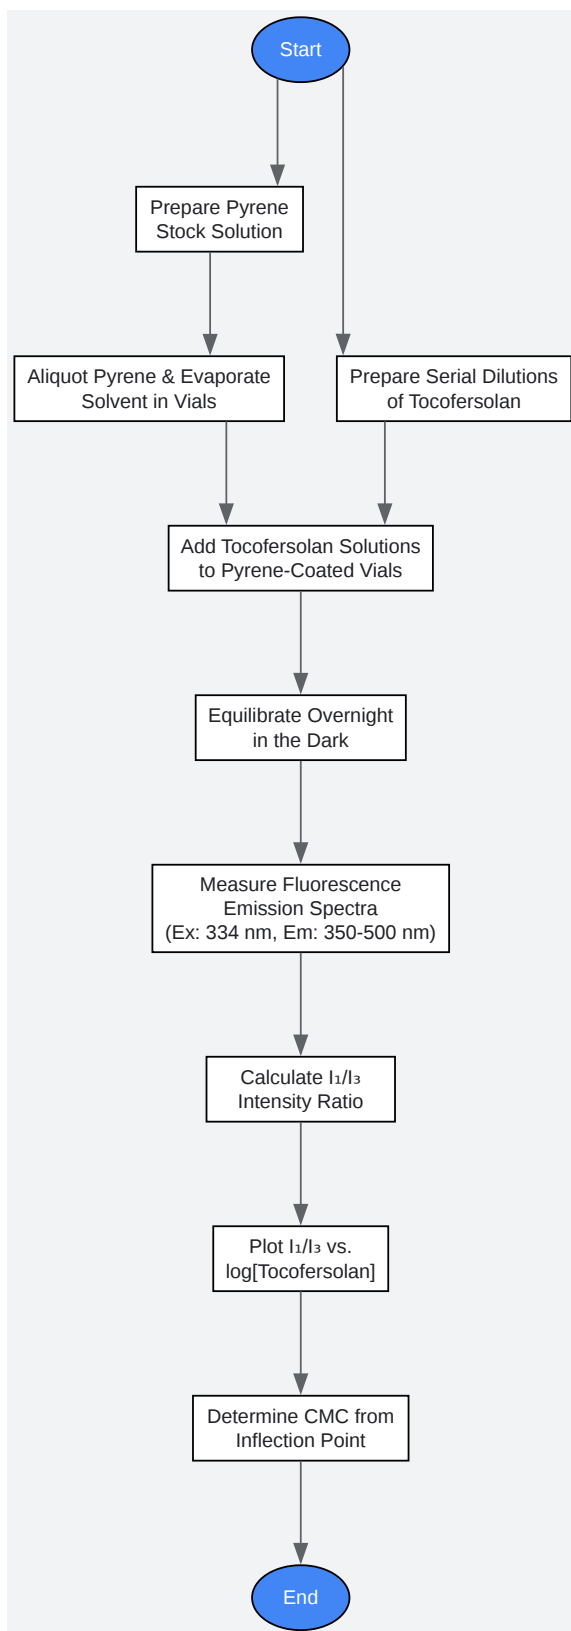 Start
Prepare Pyrene
Stock Solution
Aliquot Pyrene & Evaporate
Solvent in Vials
Prepare Serial Dilutions
of Tocofersolan
Add Tocofersolan Solutions
to Pyrene-Coated Vials
Equilibrate Overnight
in the Dark
Measure Fluorescence
Emission Spectra
(Ex: 334 nm, Em: 350-500 nm)
Calculate I₁/I₃
Intensity Ratio
Plot I₁/I₃ vs.
log[Tocofersolan]
Determine CMC from
Inflection Point
End